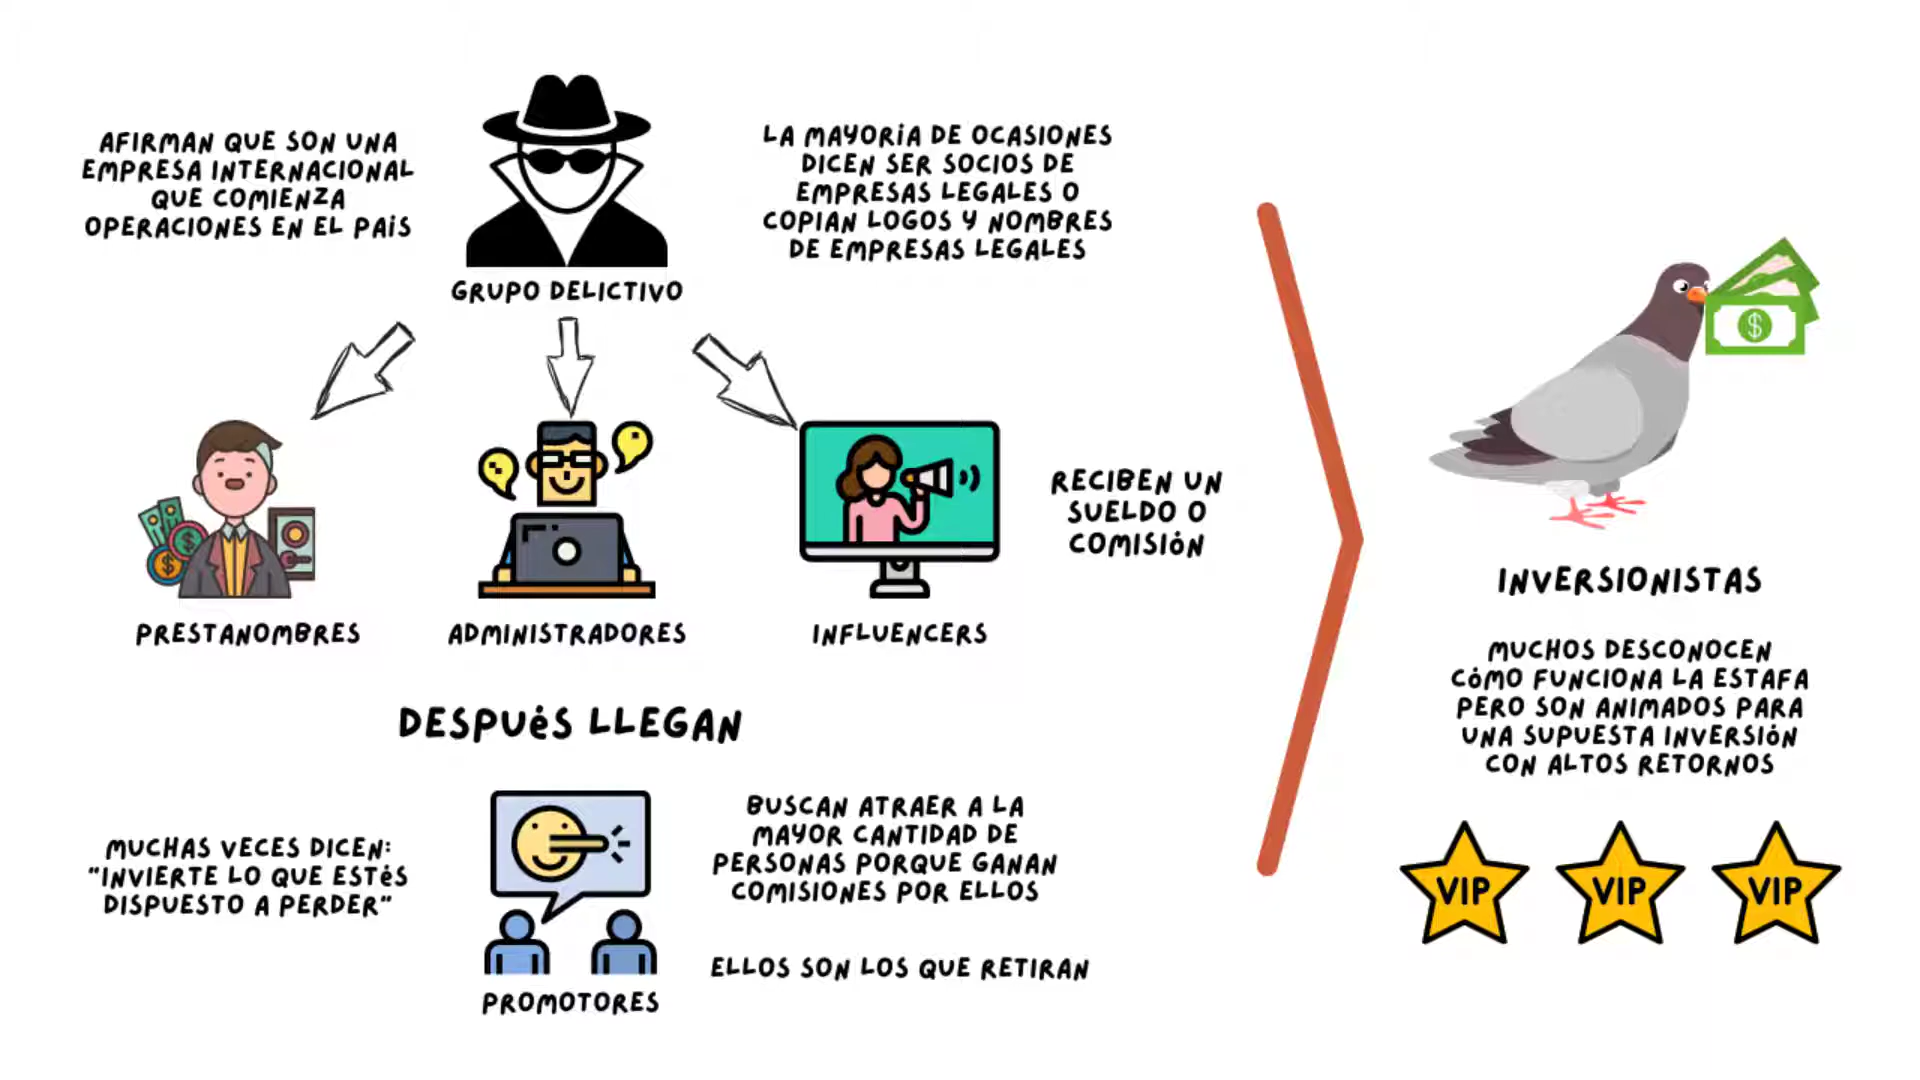 AFIRMAN QUE SON UNA
EMPRESA INTERNACIONAL
QUE COMIENZA
OPERACIONES EN EL PAÍS
GRUPO DELICTIVO
LA MAYORÍA DE OCASIONES
DICEN SER SOCIOS DE
EMPRESAS LEGALES O
COPIAN LOGOS Y NOMBRES
DE EMPRESAS LEGALES
PRESTANOMBRES
ADMINISTRADORES
INFLUENCERS
RECIBEN UN
SUELDO O
COMISIÓN
DESPUÉS LLEGAN
MUCHAS VECES DICEN:
"INVIERTE LO QUE ESTÉS
DISPUESTO A PERDER"
PROMOTORES
BUSCAN ATRAER A LA
MAYOR CANTIDAD DE
PERSONAS PORQUE GANAN
COMISIONES POR ELLOS
ELLOS SON LOS QUE RETIRAN
INVERSIONISTAS
MUCHOS DESCONOCEN
CÓMO FUNCIONA LA ESTAFA
PERO SON ANIMADOS PARA
UNA SUPUESTA INVERSIÓN
CON ALTOS RETORNOS
VIP VIP VIP